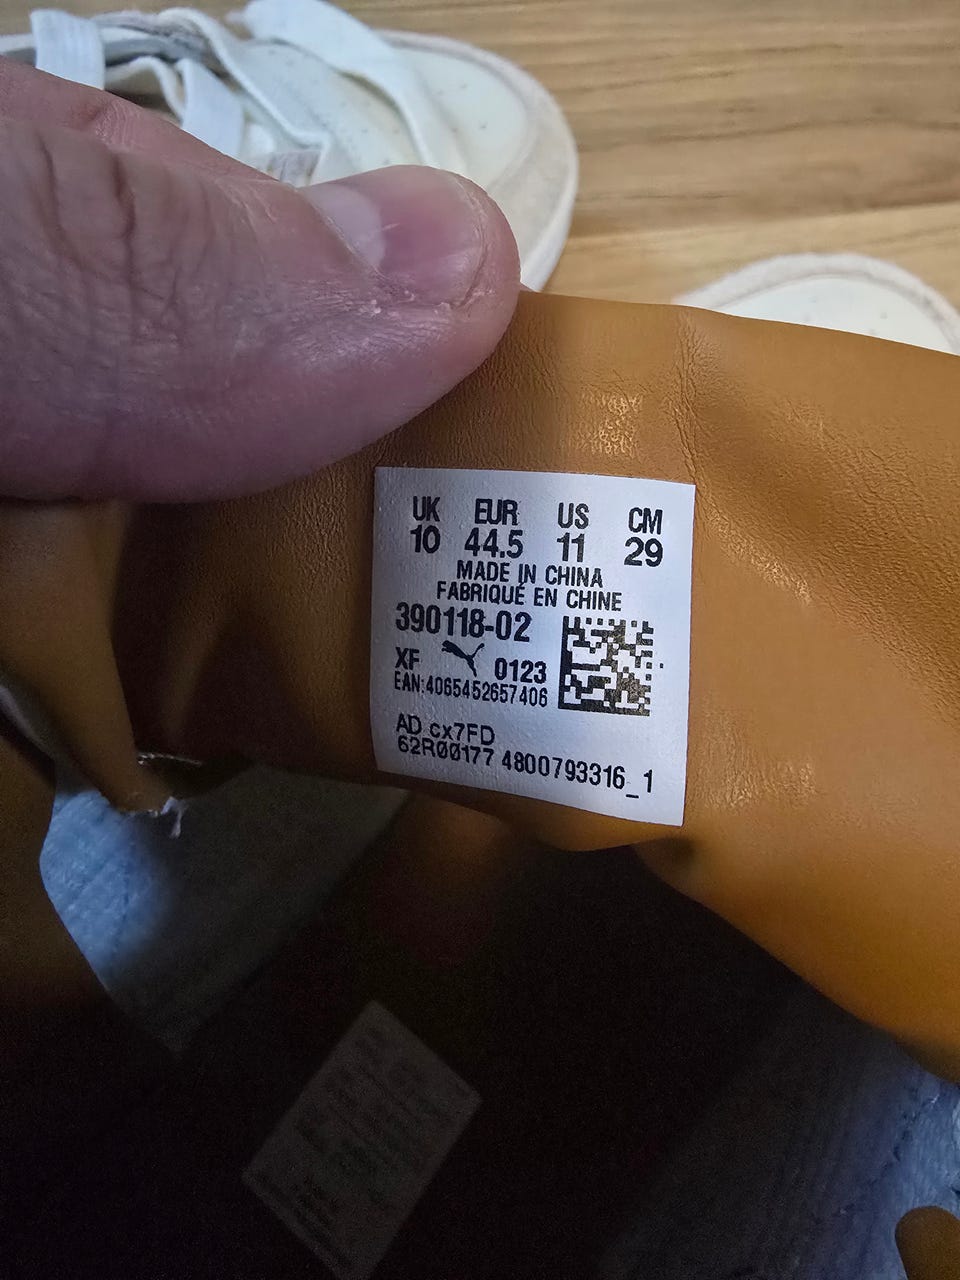 UK EUR US CM
10 44.5 11 29
MADE IN CHINA
FABRIQUÉ EN CHINE
390118-02
XF 0123
EAN:4065452657406
AD cx7FD
62R00177 4800793316_1